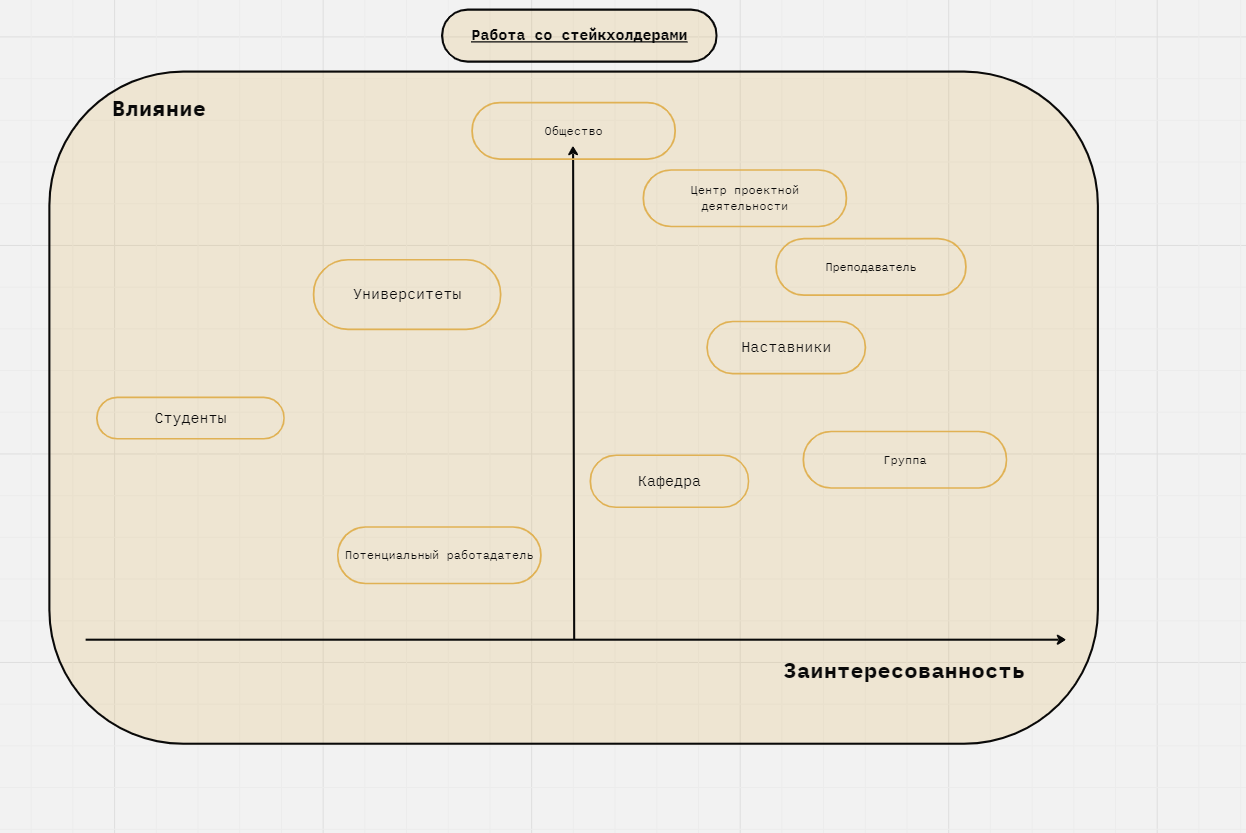 Работа со стейкхолдерами
Влияние
Общество
Центр проектной
деятельности
Преподаватель
Университеты
Наставники
Студенты
Группа
Кафедра
Потенциальный работадатель
Заинтересованность